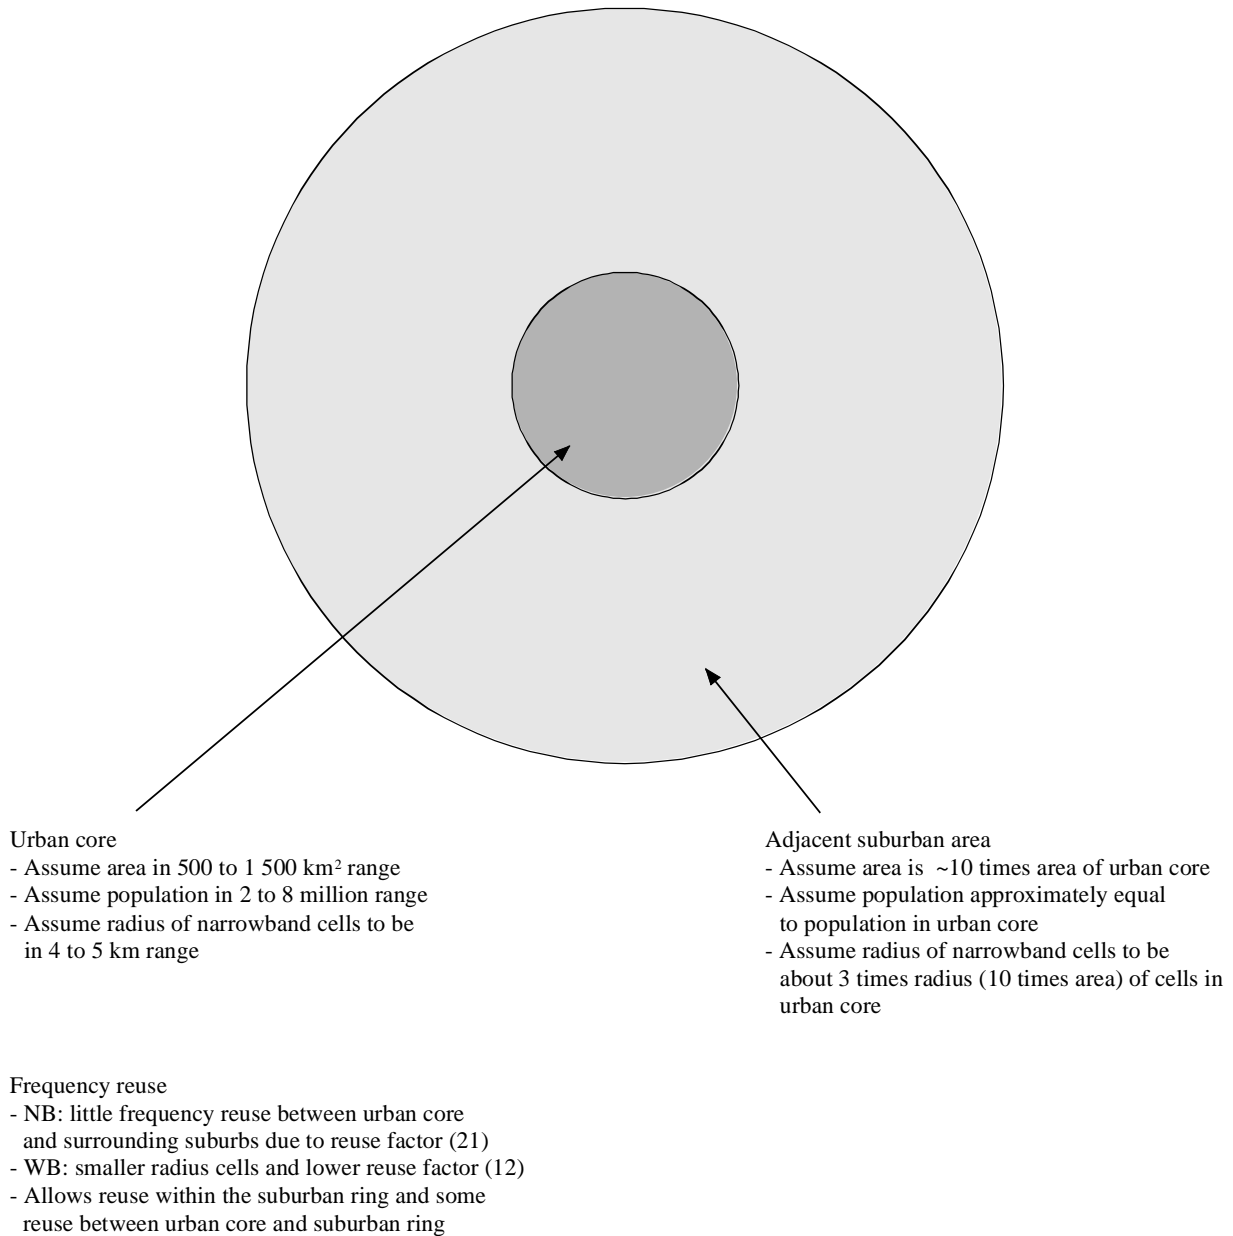 Urban core
- Assume area in 500 to 1 500 km² range
- Assume population in 2 to 8 million range
- Assume radius of narrowband cells to be
in 4 to 5 km range
Adjacent suburban area
- Assume area is ~10 times area of urban core
- Assume population approximately equal
to population in urban core
- Assume radius of narrowband cells to be
about 3 times radius (10 times area) of cells in
urban core
Frequency reuse
- NB: little frequency reuse between urban core
and surrounding suburbs due to reuse factor (21)
- WB: smaller radius cells and lower reuse factor (12)
- Allows reuse within the suburban ring and some
reuse between urban core and suburban ring